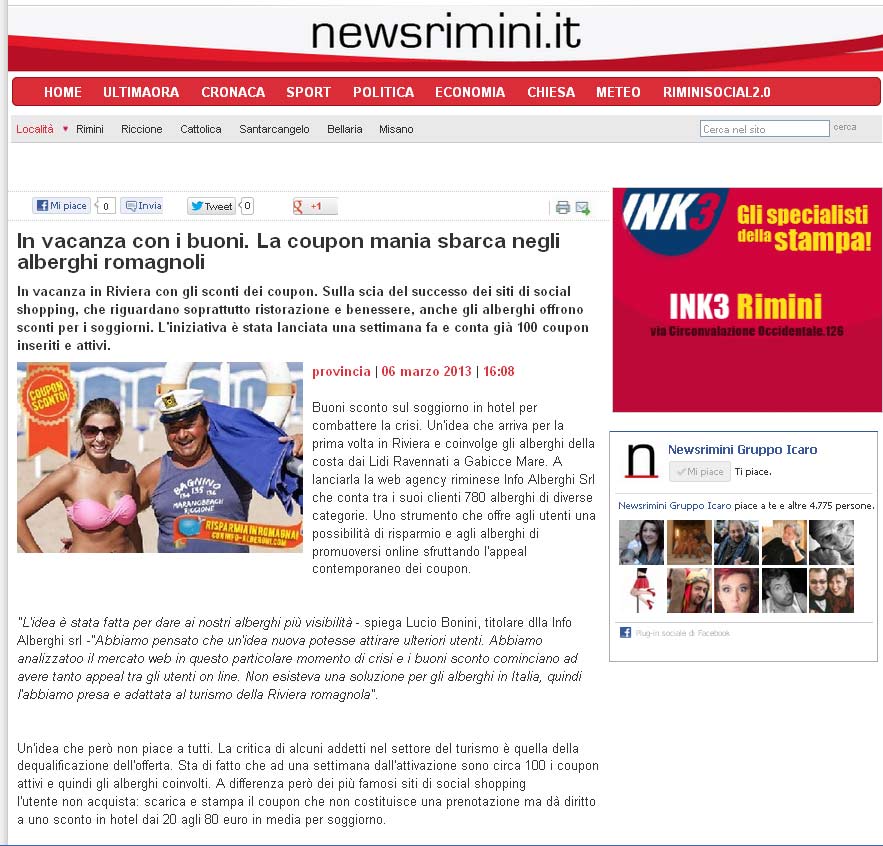 newsrimini.it
HOME ULTIMAORA CRONACA SPORT POLITICA ECONOMIA CHIESA METEO RIMINISOCIAL2.0
Località ▼ Rimini Riccione Cattolica Santarcangelo Bellaria Misano Cerca nel sito cerca
Mi piace 0 Invia Tweet 0 +1
In vacanza con i buoni. La coupon mania sbarca negli
alberghi romagnoli
In vacanza in Riviera con gli sconti dei coupon. Sulla scia del successo dei siti di social
shopping, che riguardano soprattutto ristorazione e benessere, anche gli alberghi offrono
sconti per i soggiorni. L'iniziativa è stata lanciata una settimana fa e conta già 100 coupon
inseriti e attivi.
COUPON
SCONTO!
BAGNINO
134 135 136
MARANOBEACH
RICCIONE
RISPARMIA IN ROMAGNA!
CON INFO-ALBERGHI.COM
provincia | 06 marzo 2013 | 16:08
Buoni sconto sul soggiorno in hotel per
combattere la crisi. Un'idea che arriva per la
prima volta in Riviera e coinvolge gli alberghi della
costa dai Lidi Ravennati a Gabicce Mare. A
lanciarla la web agency riminese Info Alberghi Srl
che conta tra i suoi clienti 780 alberghi di diverse
categorie. Uno strumento che offre agli utenti una
possibilità di risparmio e agli alberghi di
promuoversi online sfruttando l'appeal
contemporaneo dei coupon.
"L'idea è stata fatta per dare ai nostri alberghi più visibilità - spiega Lucio Bonini, titolare dlla Info
Alberghi srl -"Abbiamo pensato che un'idea nuova potesse attirare ulteriori utenti. Abbiamo
analizzatoo il mercato web in questo particolare momento di crisi e i buoni sconto cominciano ad
avere tanto appeal tra gli utenti on line. Non esisteva una soluzione per gli alberghi in Italia, quindi
l'abbiamo presa e adattata al turismo della Riviera romagnola".
Un'idea che però non piace a tutti. La critica di alcuni addetti nel settore del turismo è quella della
dequalificazione dell'offerta. Sta di fatto che ad una settimana dall'attivazione sono circa 100 i coupon
attivi e quindi gli alberghi coinvolti. A differenza però dei più famosi siti di social shopping
l'utente non acquista: scarica e stampa il coupon che non costituisce una prenotazione ma dà diritto
a uno sconto in hotel dai 20 agli 80 euro in media per soggiorno.
INK3
Gli specialisti
della stampa!
INK3 Rimini
via Circonvalazione Occidentale,126
n
Newsrimini Gruppo Icaro
Mi piace Ti piace.
Newsrimini Gruppo Icaro piace a te e altre 4.775 persone.
Plug-in sociale di Facebook